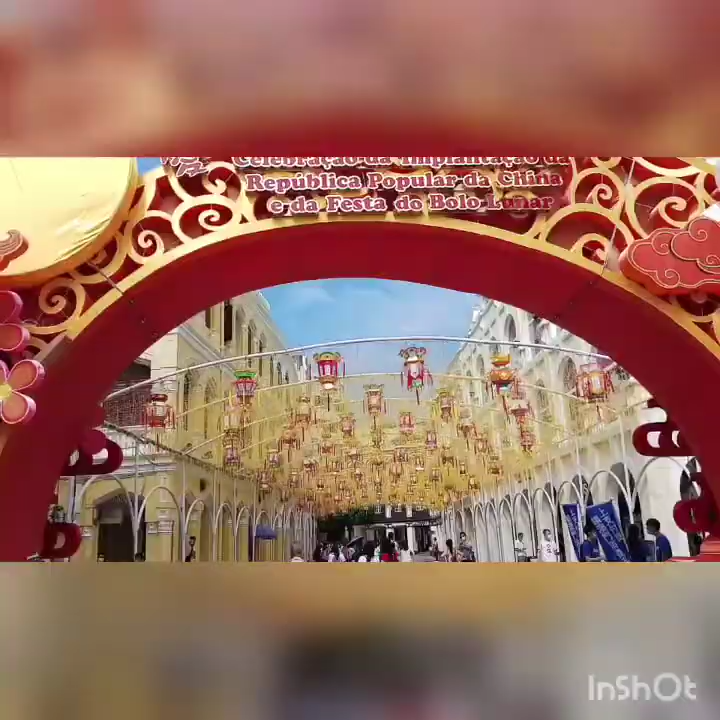 Celebração da Implantação da
República Popular da China
e da Festa do Bolo Lunar
InShOt